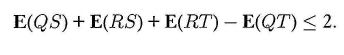 E(QS) + E(RS) + E(RT) − E(QT) ≤ 2.